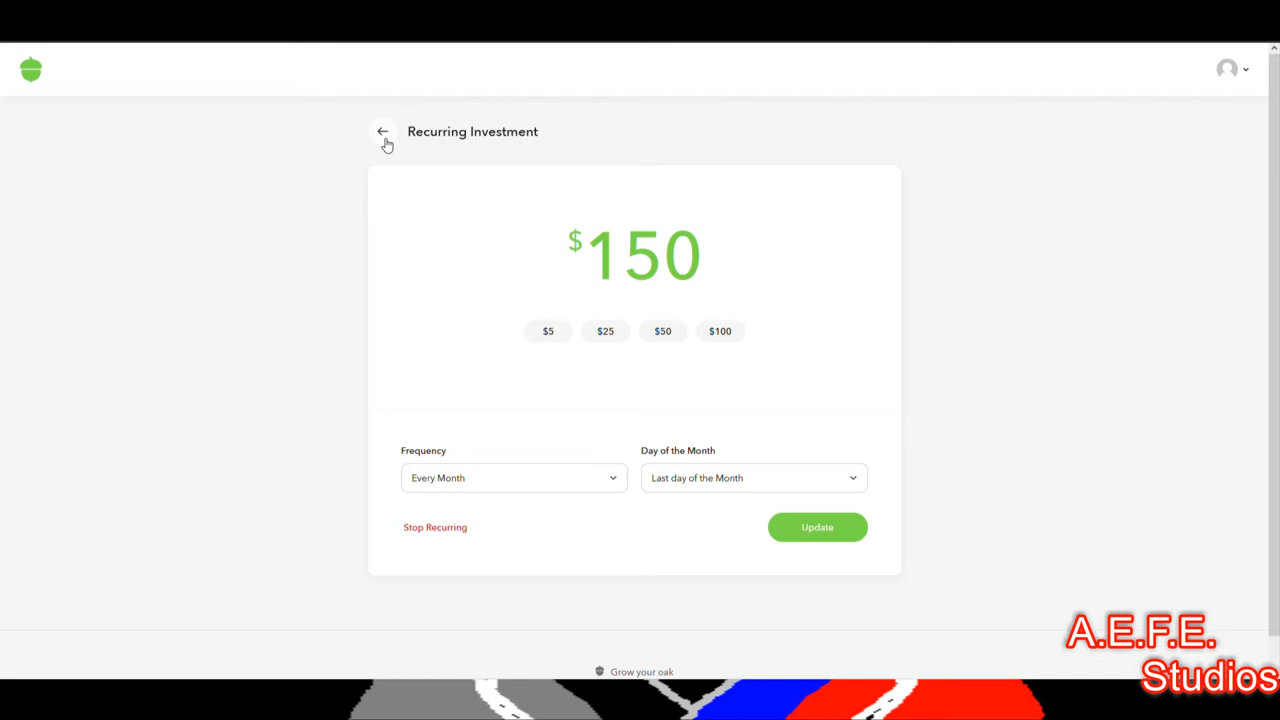 Recurring Investment
$150
$5 $25 $50 $100
Frequency Day of the Month
Every Month Last day of the Month
Stop Recurring Update
A.E.F.E.
Studios
Grow your oak